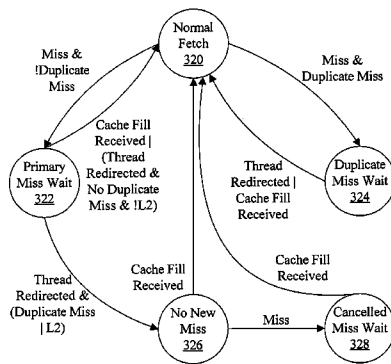 Normal
Fetch
320
Miss &
!Duplicate
Miss
Miss &
Duplicate Miss
Cache Fill
Received |
(Thread
Redirected &
No Duplicate
Miss & !L2)
Primary
Miss Wait
322
Thread
Redirected |
Cache Fill
Received
Duplicate
Miss Wait
324
Thread
Redirected &
(Duplicate Miss
| L2)
Cache Fill
Received
Cache Fill
Received
No New
Miss
326
Miss
Cancelled
Miss Wait
328